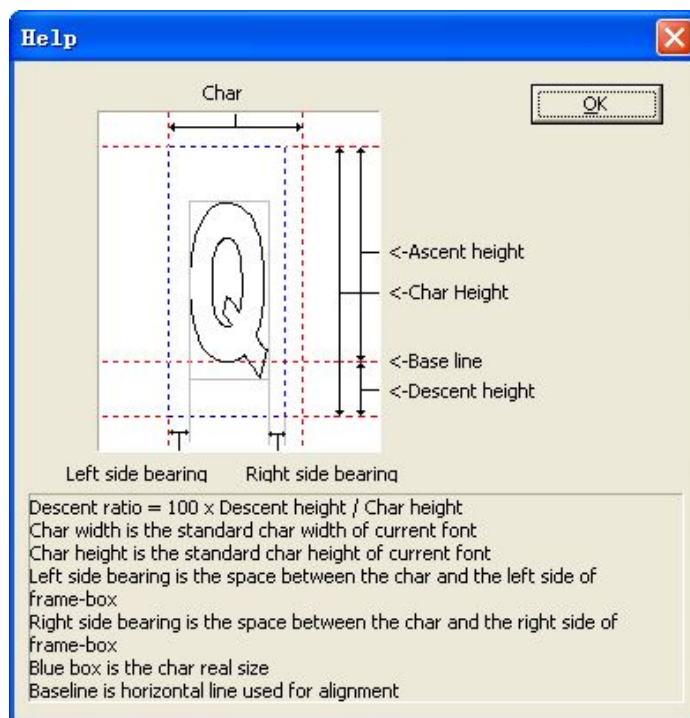 Help
Char
OK
<-Ascent height
<-Char Height
<-Base line
<-Descent height
Left side bearing
Right side bearing
Descent ratio = 100 x Descent height / Char height
Char width is the standard char width of current font
Char height is the standard char height of current font
Left side bearing is the space between the char and the left side of
frame-box
Right side bearing is the space between the char and the right side of
frame-box
Blue box is the char real size
Baseline is horizontal line used for alignment